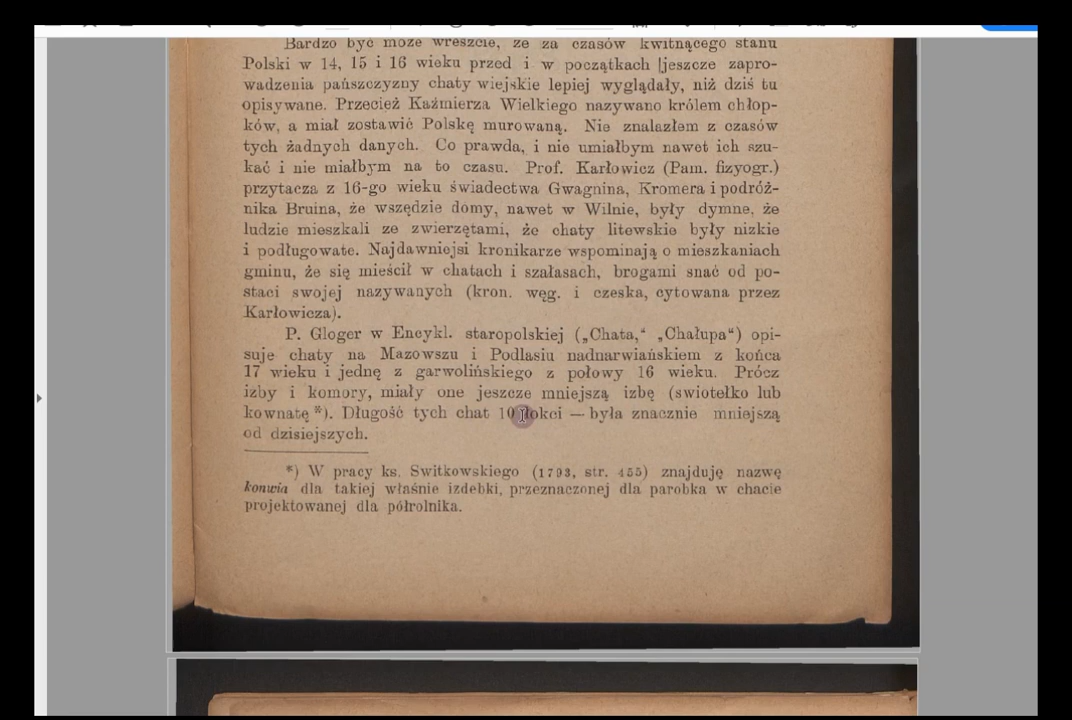 Bardzo być może wreszcie, że za czasów kwitnącego stanu
Polski w 14, 15 i 16 wieku przed i w początkach jeszcze zapro-
wadzenia pańszczyzny chaty wiejskie lepiej wyglądały, niż dziś tu
opisywane. Przecież Kaźmierza Wielkiego nazywano królem chłop-
ków, a miał zostawić Polskę murowaną. Nie znalazłem z czasów
tych żadnych danych. Co prawda, i nie umiałbym nawet ich szu-
kać i nie miałbym na to czasu. Prof. Karłowicz (Pam. fizyogr.)
przytacza z 16-go wieku świadectwa Gwagnina, Kromera i podróż-
nika Bruina, że wszędzie domy, nawet w Wilnie, były dymne, że
ludzie mieszkali ze zwierzętami, że chaty litewskie były nizkie
i podługowate. Najdawniejsi kronikarze wspominają o mieszkaniach
gminu, że się mieścił w chatach i szałasach, brogami snać od po-
staci swojej nazywanych (kron. węg. i czeska, cytowana przez
Karłowicza).
P. Gloger w Encykl. staropolskiej („Chata,“ „Chałupa“) opi-
suje chaty na Mazowszu i Podlasiu nadnarwiańskiem z końca
17 wieku i jednę z garwolińskiego z połowy 16 wieku. Prócz
izby i komory, miały one jeszcze mniejszą izbę (swiotełko lub
kownatę *). Długość tych chat 10 łokci — była znacznie mniejszą
od dzisiejszych.
*) W pracy ks. Switkowskiego (1793, str. 455) znajduję nazwę
konwia dla takiej właśnie izdebki, przeznaczonej dla parobka w chacie
projektowanej dla półrolnika.